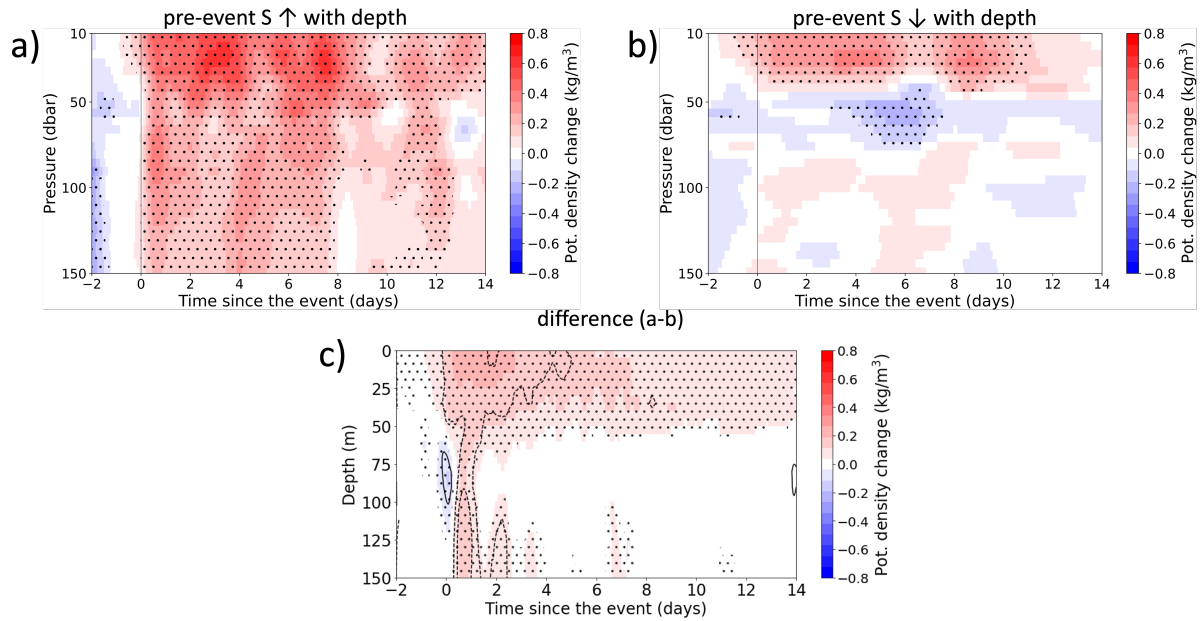 pre-event S ↑ with depth
a)
10
50
100
150
Pressure (dbar)
−2 0 2 4 6 8 10 12 14
Time since the event (days)
0.8
0.6
0.4
0.2
0.0
−0.2
−0.4
−0.6
−0.8
Pot. density change (kg/m³)
pre-event S ↓ with depth
b)
10
50
100
150
Pressure (dbar)
−2 0 2 4 6 8 10 12 14
Time since the event (days)
0.8
0.6
0.4
0.2
0.0
−0.2
−0.4
−0.6
−0.8
Pot. density change (kg/m³)
difference (a-b)
c)
0
25
50
75
100
125
150
Depth (m)
−2 0 2 4 6 8 10 12 14
Time since the event (days)
0.8
0.6
0.4
0.2
0.0
−0.2
−0.4
−0.6
−0.8
Pot. density change (kg/m³)